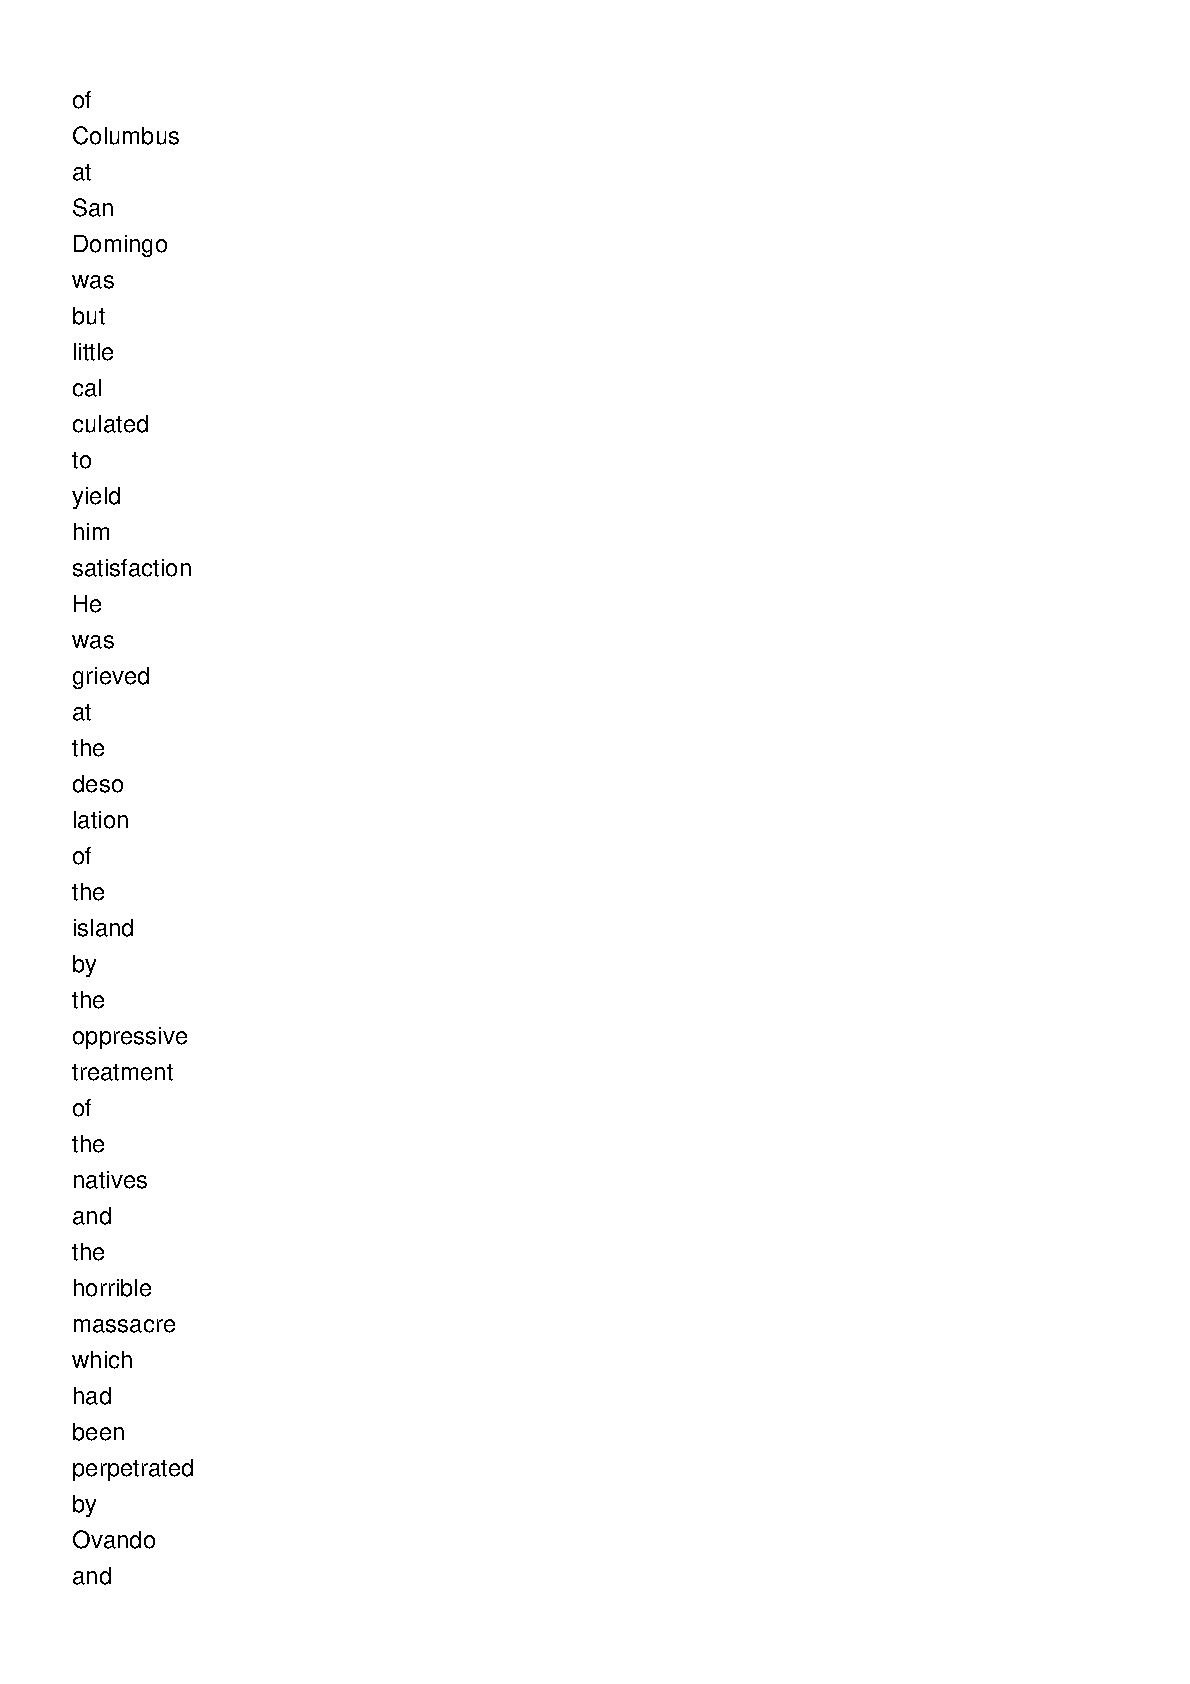 of
Columbus
at
San
Domingo
was
but
little
cal
culated
to
yield
him
satisfaction
He
was
grieved
at
the
deso
lation
of
the
island
by
the
oppressive
treatment
of
the
natives
and
the
horrible
massacre
which
had
been
perpetrated
by
Ovando
and